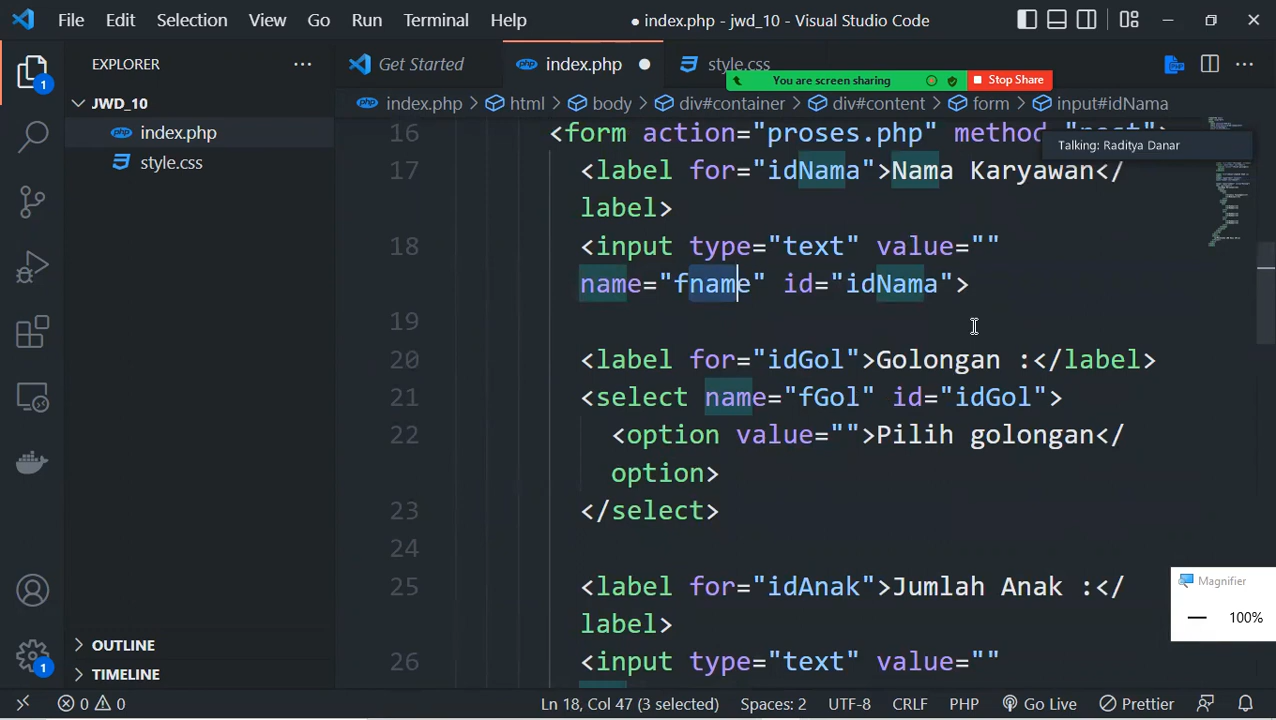 File Edit Selection View Go Run Terminal Help
● index.php - jwd_10 - Visual Studio Code
EXPLORER
Get Started
index.php
style.css
You are screen sharing
Stop Share
JWD_10
index.php > html > body > div#container > div#content > form > input#idNama
Talking: Raditya Danar
index.php
style.css
16 <form action="proses.php" method="post">
17 <label for="idNama">Nama Karyawan</
label>
18 <input type="text" value=""
name="fname" id="idNama">
19
20 <label for="idGol">Golongan :</label>
21 <select name="fGol" id="idGol">
22 <option value="">Pilih golongan</
option>
23 </select>
24
25 <label for="idAnak">Jumlah Anak :</
label>
26 <input type="text" value=""
Magnifier
100%
OUTLINE
TIMELINE
1
1
0 0
Ln 18, Col 47 (3 selected)
Spaces: 2
UTF-8
CRLF
PHP
Go Live
Prettier